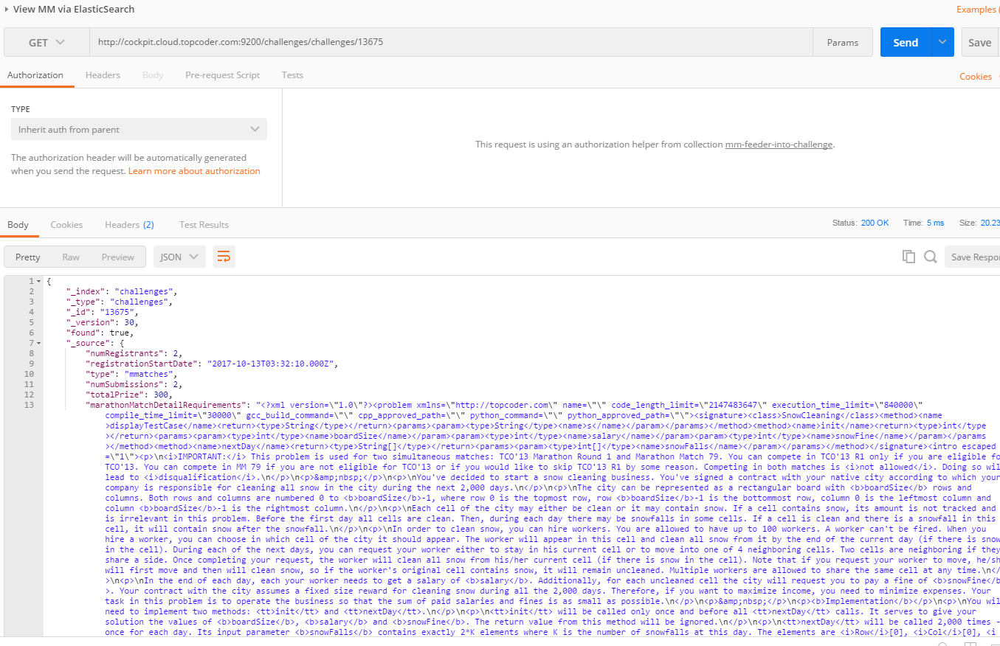 View MM via ElasticSearch
Examples (
GET http://cockpit.cloud.topcoder.com:9200/challenges/challenges/13675 Params Send Save
Authorization Headers Body Pre-request Script Tests
Cookies
TYPE
Inherit auth from parent
The authorization header will be automatically generated
when you send the request. Learn more about authorization
This request is using an authorization helper from collection mm-feeder-into-challenge.
Body Cookies Headers (2) Test Results
Status: 200 OK Time: 5 ms Size: 20.23
Pretty Raw Preview JSON
Save Respo
1 {
2 "_index": "challenges",
3 "_type": "challenges",
4 "_id": "13675",
5 "_version": 30,
6 "found": true,
7 "_source": {
8 "numRegistrants": 2,
9 "registrationStartDate": "2017-10-13T03:32:10.000Z",
10 "type": "mmatches",
11 "numSubmissions": 2,
12 "totalPrize": 300,
13 "marathonMatchDetailRequirements": "<?xml version=\"1.0\"?><problem xmlns=\"http://topcoder.com\" name=\"\" code_length_limit=\"2147483647\" execution_time_limit=\"840000\"
compile_time_limit=\"30000\" gcc_build_command=\"\" cpp_approved_path=\"\" python_command=\"\" python_approved_path=\"\"><signature><class>SnowCleaning</class><method><name
>displayTestCase</name><return><type>String</type></return><params><param><type>String</type><name>s</name></param></params></method><method><name>init</name><return><type>int</type
></return><params><param><type>int</type><name>boardSize</name></param><param><type>int</type><name>salary</name></param><param><type>int</type><name>snowFine</name></param></params
></method><method><name>nextDay</name><return><type>String[]</type></return><params><param><type>int[]</type><name>snowFalls</name></param></params></method></signature><intro escaped
=\"1\"><p>\n<i>IMPORTANT:</i> This problem is used for two simultaneous matches: TCO'13 Marathon Round 1 and Marathon Match 79. You can compete in TCO'13 R1 only if you are eligible fo
TCO'13. You can compete in MM 79 if you are not eligible for TCO'13 or if you would like to skip TCO'13 R1 by some reason. Competing in both matches is <i>not allowed</i>. Doing so wil
lead to <i>disqualification</i>.\n</p>\n<p>&amp;nbsp;</p>\n<p>\nYou've decided to start a snow cleaning business. You've signed a contract with your native city according to which your
company is responsible for cleaning all snow in the city during the next 2,000 days.\n</p>\n<p>\nThe city can be represented as a rectangular board with <b>boardSize</b> rows and
columns. Both rows and columns are numbered 0 to <b>boardSize</b>-1, where row 0 is the topmost row, row <b>boardSize</b>-1 is the bottommost row, column 0 is the leftmost column and
column <b>boardSize</b>-1 is the rightmost column.\n</p>\n<p>\nEach cell of the city may either be clean or it may contain snow. If a cell contains snow, its amount is not tracked and
is irrelevant in this problem. Before the first day all cells are clean. Then, during each day there may be snowfalls in some cells. If a cell is clean and there is a snowfall in this
cell, it will contain snow after the snowfall.\n</p>\n<p>\nIn order to clean snow, you can hire workers. You are allowed to have up to 100 workers. A worker can't be fired. When you
hire a worker, you can choose in which cell of the city it should appear. The worker will appear in this cell and clean all snow from it by the end of the current day (if there is snow
in the cell). During each of the next days, you can request your worker either to stay in his current cell or to move into one of 4 neighboring cells. Two cells are neighboring if they
share a side. Once completing your request, the worker will clean all snow from his/her current cell (if there is snow in the cell). Note that if you request your worker to move, he/sh
will first move and then will clean snow, so if the worker's original cell contains snow, it will remain uncleaned. Multiple workers are allowed to share the same cell at any time.\n</
>\n<p>\nIn the end of each day, each your worker needs to get a salary of <b>salary</b>. Additionally, for each uncleaned cell the city will request you to pay a fine of <b>snowFine</b
>. Your contract with the city assumes a fixed size reward for cleaning snow during all the 2,000 days. Therefore, if you want to maximize income, you need to minimize expenses. Your
task in this problem is to operate the business so that the sum of paid salaries and fines is as small as possible.\n</p>\n<p>&amp;nbsp;</p>\n<p><b>Implementation</b></p>\n<p>\nYou wil
need to implement two methods: <tt>init</tt> and <tt>nextDay</tt>.\n</p>\n<p>\n<tt>init</tt> will be called only once and before all <tt>nextDay</tt> calls. It serves to give your
solution the values of <b>boardSize</b>, <b>salary</b> and <b>snowFine</b>. The return value from this method will be ignored.\n</p>\n<p>\n<tt>nextDay</tt> will be called 2,000 times -
once for each day. Its input parameter <b>snowFalls</b> contains exactly 2*K elements where K is the number of snowfalls at this day. The elements are <i>Row</i>[0], <i>Col</i>[0], <i